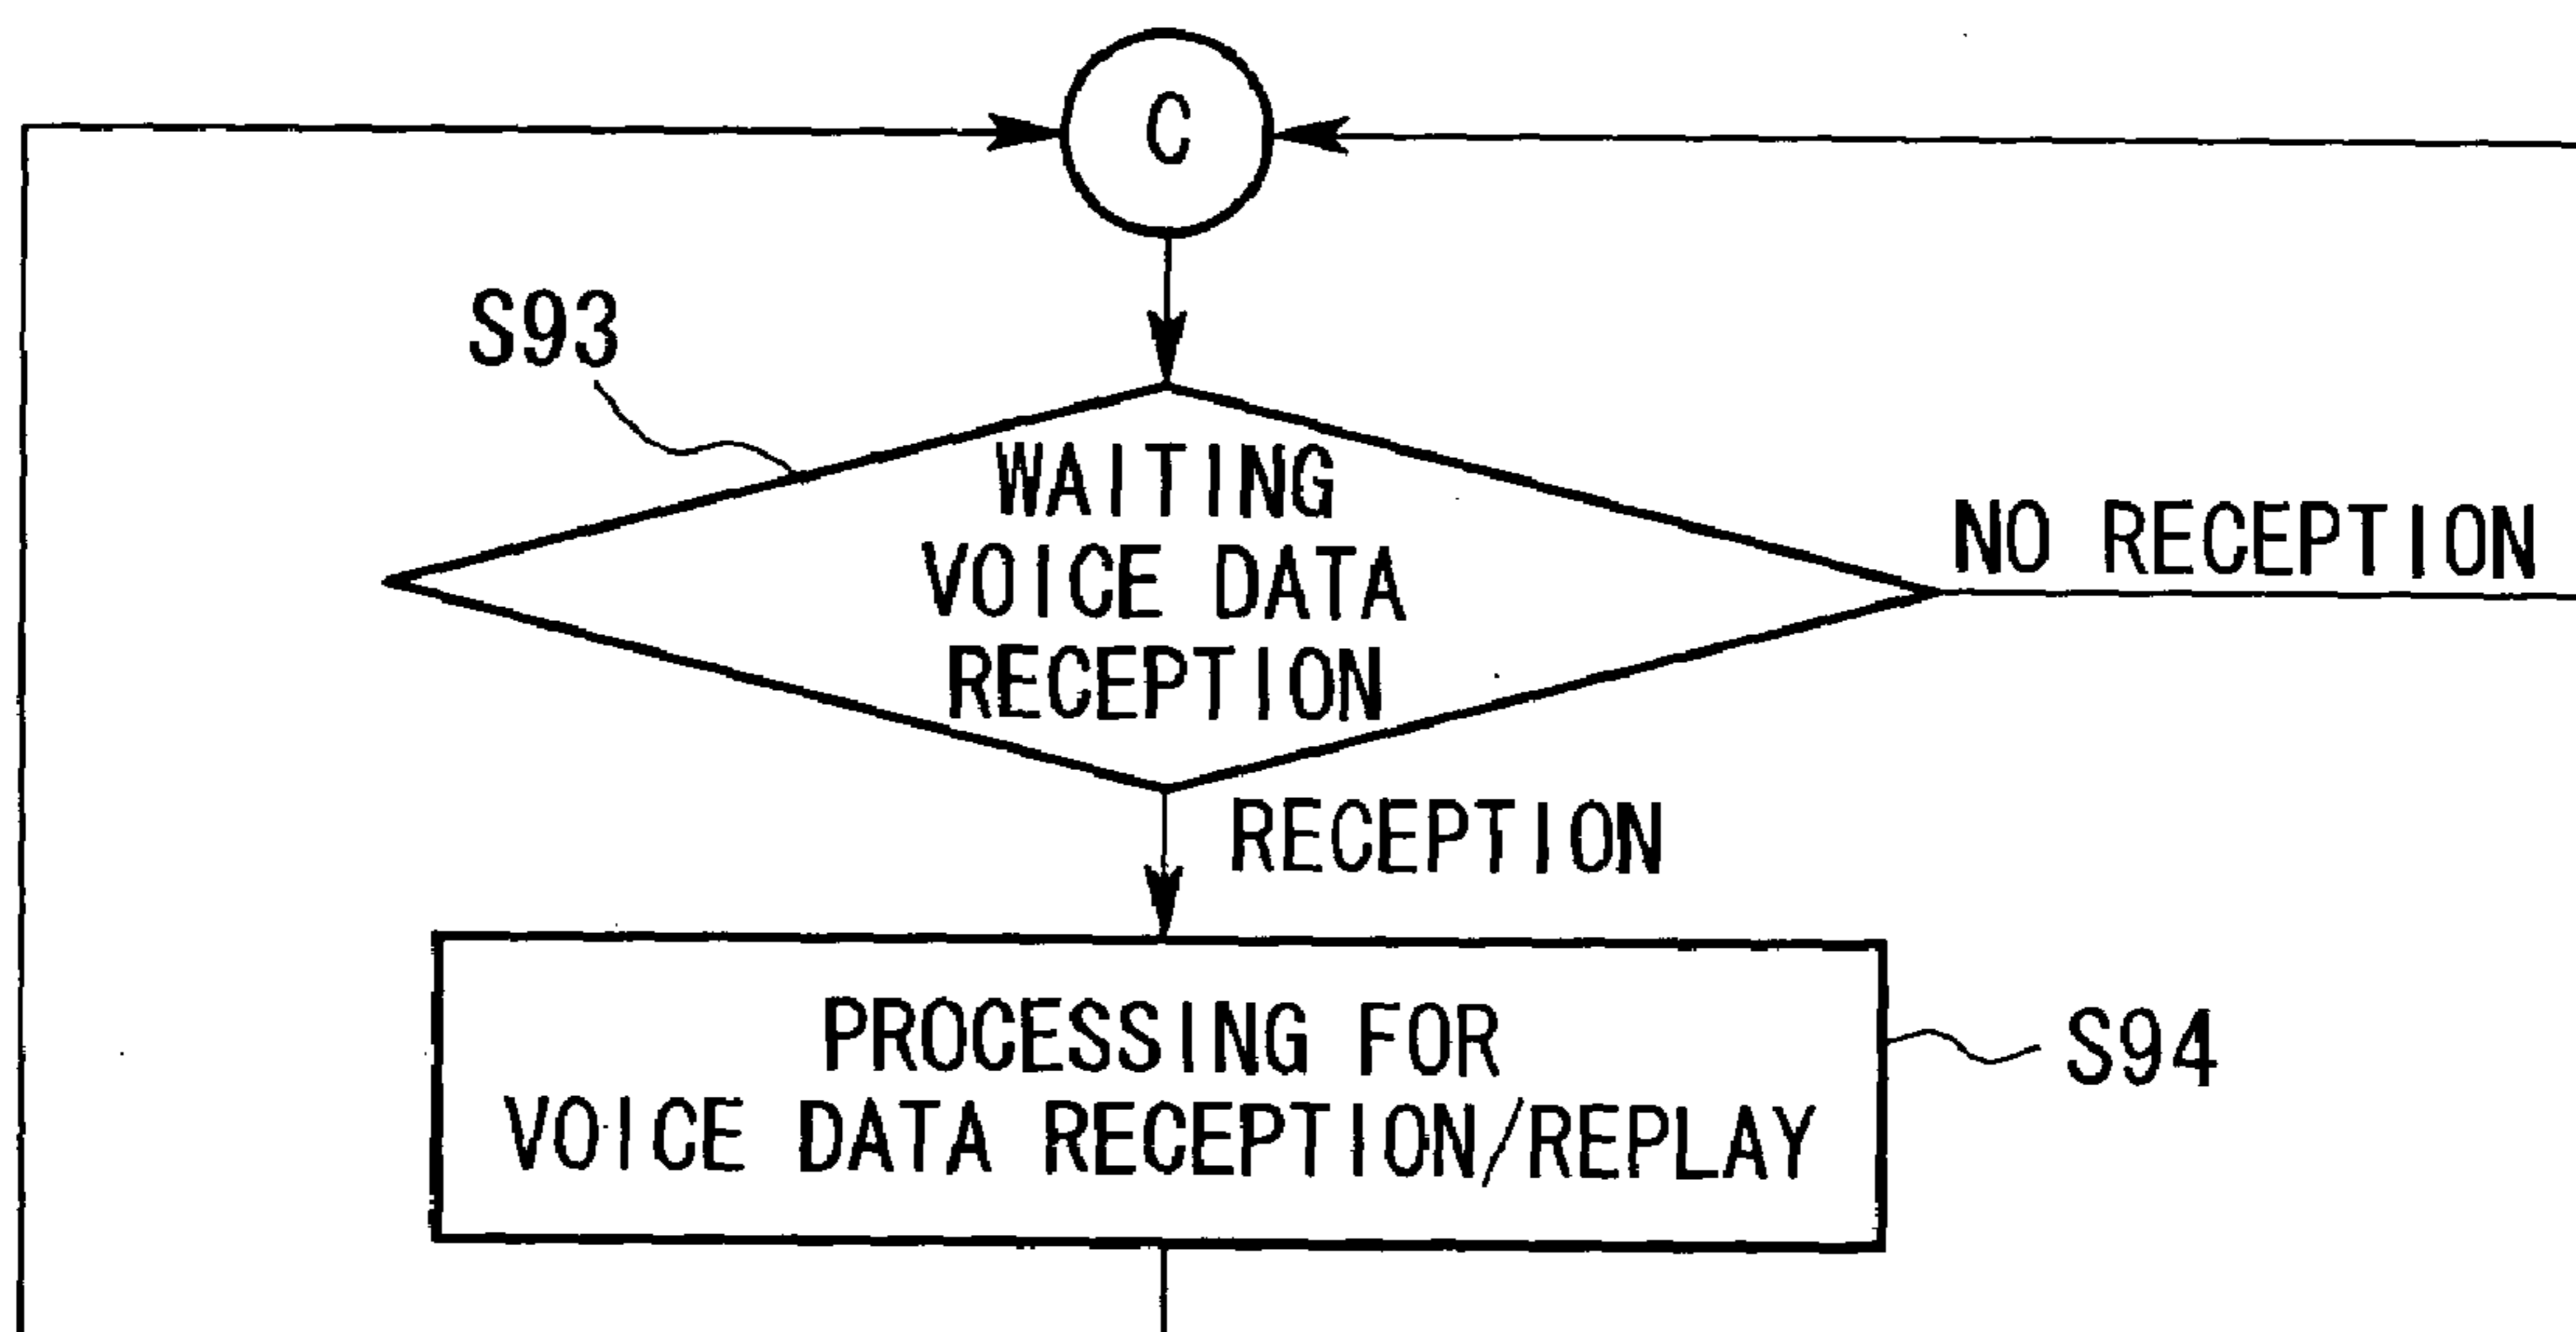 C
S93
WAITING
VOICE DATA
RECEPTION
NO RECEPTION
RECEPTION
PROCESSING FOR
VOICE DATA RECEPTION/REPLAY
S94